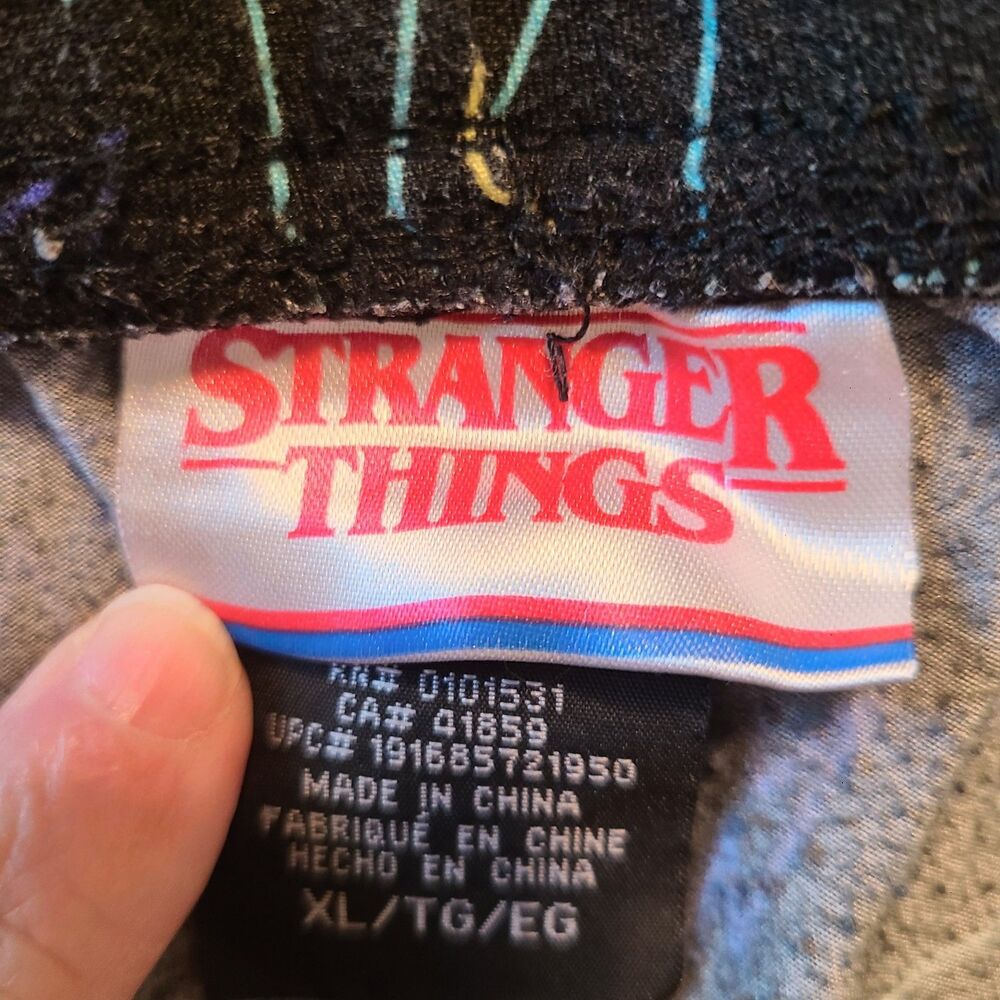 STRANGER
THINGS
RN# 0101531
CA# 01859
UPC# 191685721950
MADE IN CHINA
FABRIQUÉ EN CHINE
HECHO EN CHINA
XL/TG/EG